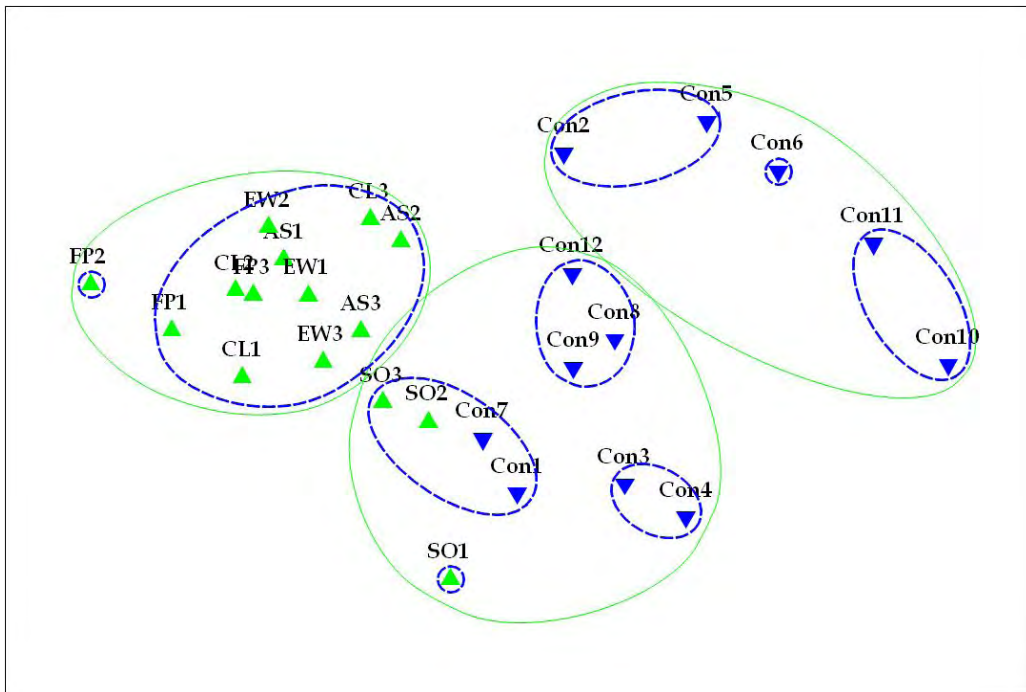 Con5
Con2
Con6
CL3
EW2
AS2
Con11
AS1
Con12
FP2
CL2
FP3
EW1
FP1
AS3
Con8
EW3
Con9
Con10
CL1
SO3
SO2
Con7
Con3
Con1
Con4
SO1